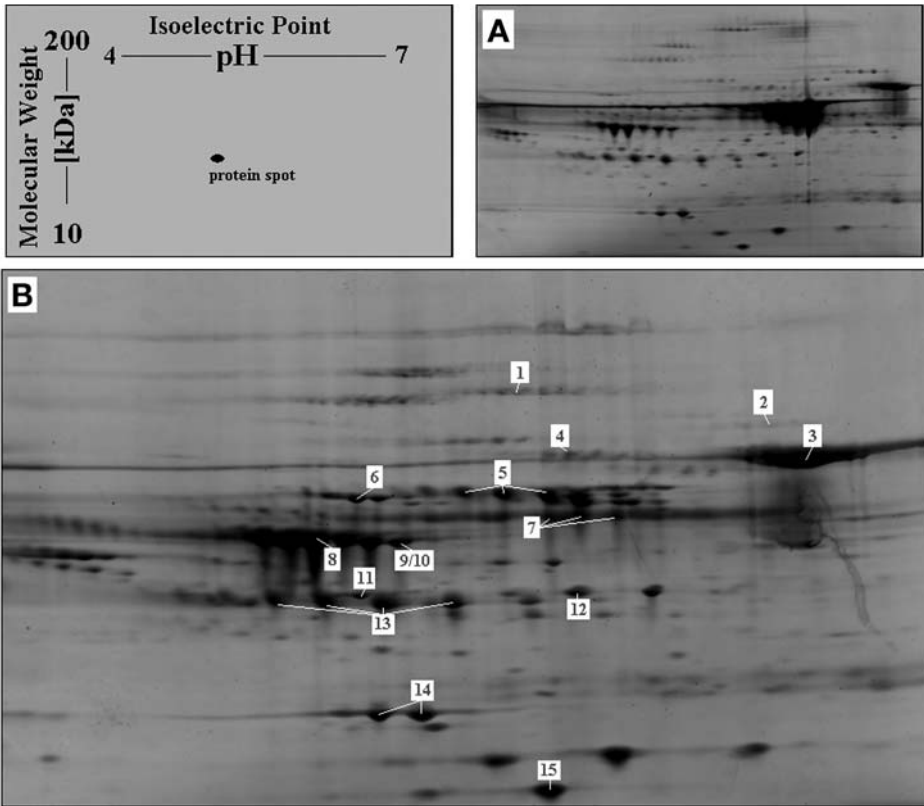 Isoelectric Point
4 pH 7
Molecular Weight
[kDa]
200
10
protein spot
A
B
1
2
3
4
5
6
7
8
9/10
11
12
13
14
15